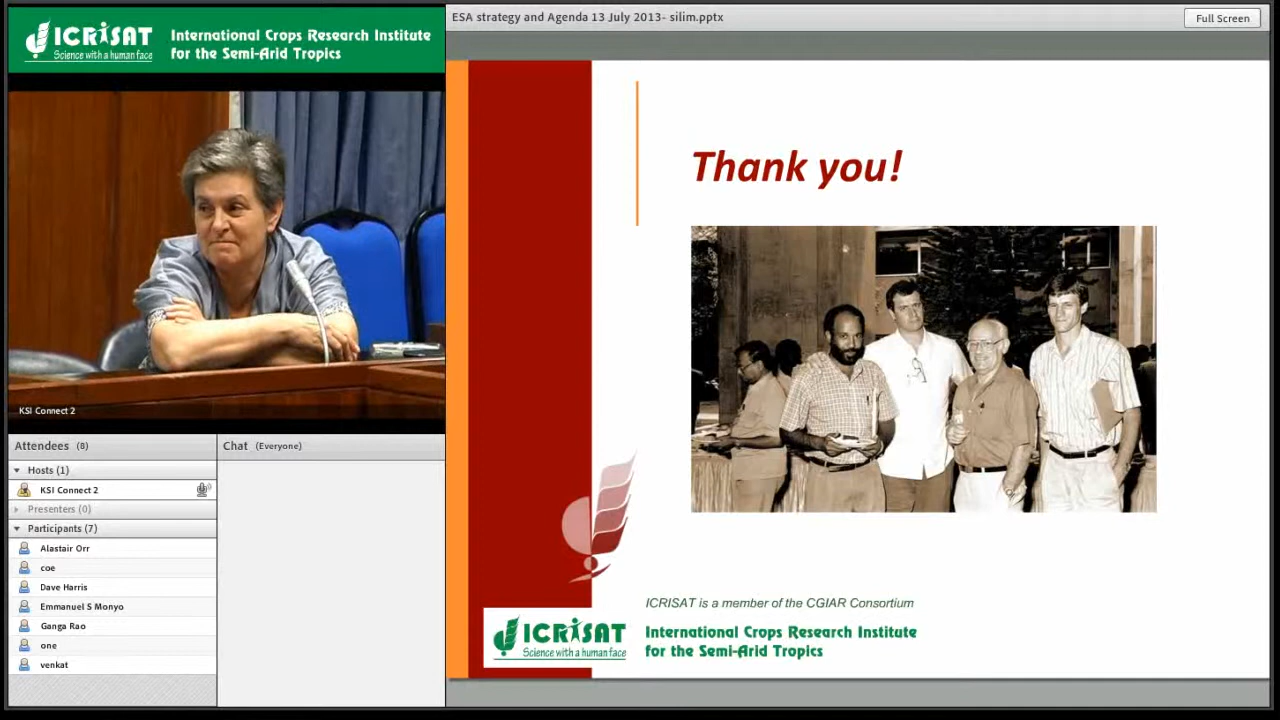 ICRISAT
Science with a human face
International Crops Research Institute
for the Semi-Arid Tropics
KSI Connect 2
Attendees (8)
Hosts (1)
KSI Connect 2
Presenters (0)
Participants (7)
Alastair Orr
coe
Dave Harris
Emmanuel S Monyo
Ganga Rao
one
venkat
Chat (Everyone)
ESA strategy and Agenda 13 July 2013- silim.pptx
Full Screen
Thank you!
ICRISAT is a member of the CGIAR Consortium
ICRISAT
Science with a human face
International Crops Research Institute
for the Semi-Arid Tropics